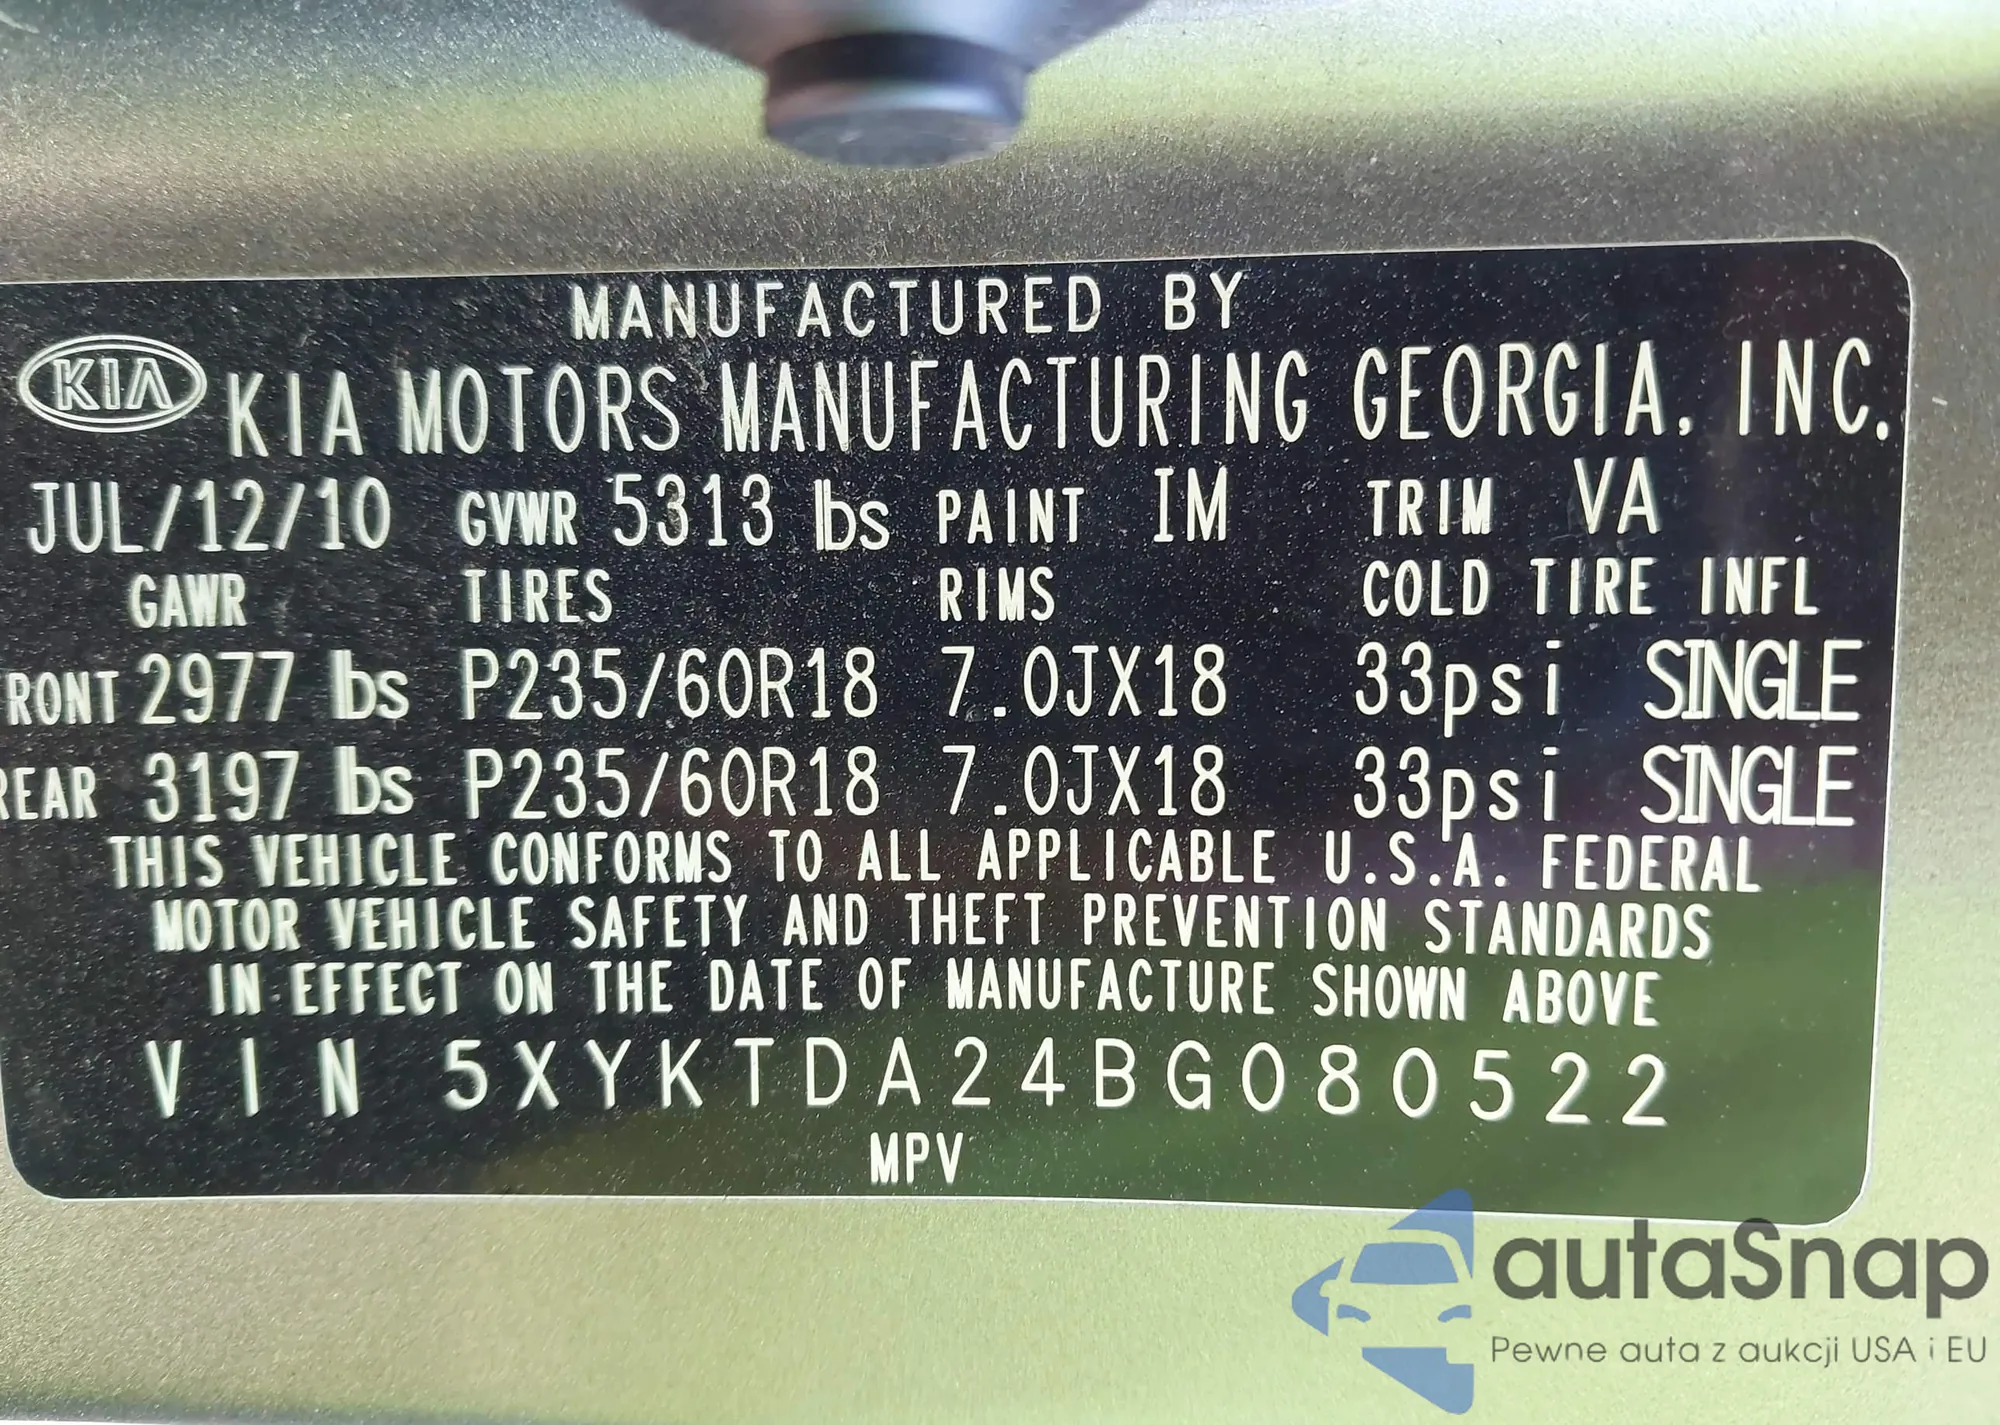 MANUFACTURED BY
KIA KIA MOTORS MANUFACTURING GEORGIA, INC.
JUL/12/10 GVWR 5313 lbs PAINT IM TRIM VA
GAWR TIRES RIMS COLD TIRE INFL
RONT 2977 lbs P235/60R18 7.0JX18 33psi SINGLE
REAR 3197 lbs P235/60R18 7.0JX18 33psi SINGLE
THIS VEHICLE CONFORMS TO ALL APPLICABLE U.S.A. FEDERAL
MOTOR VEHICLE SAFETY AND THEFT PREVENTION STANDARDS
IN EFFECT ON THE DATE OF MANUFACTURE SHOWN ABOVE
VIN 5XYKTDA24BG080522
MPV
autaSnap
Pewne auta z aukcji USA i EU